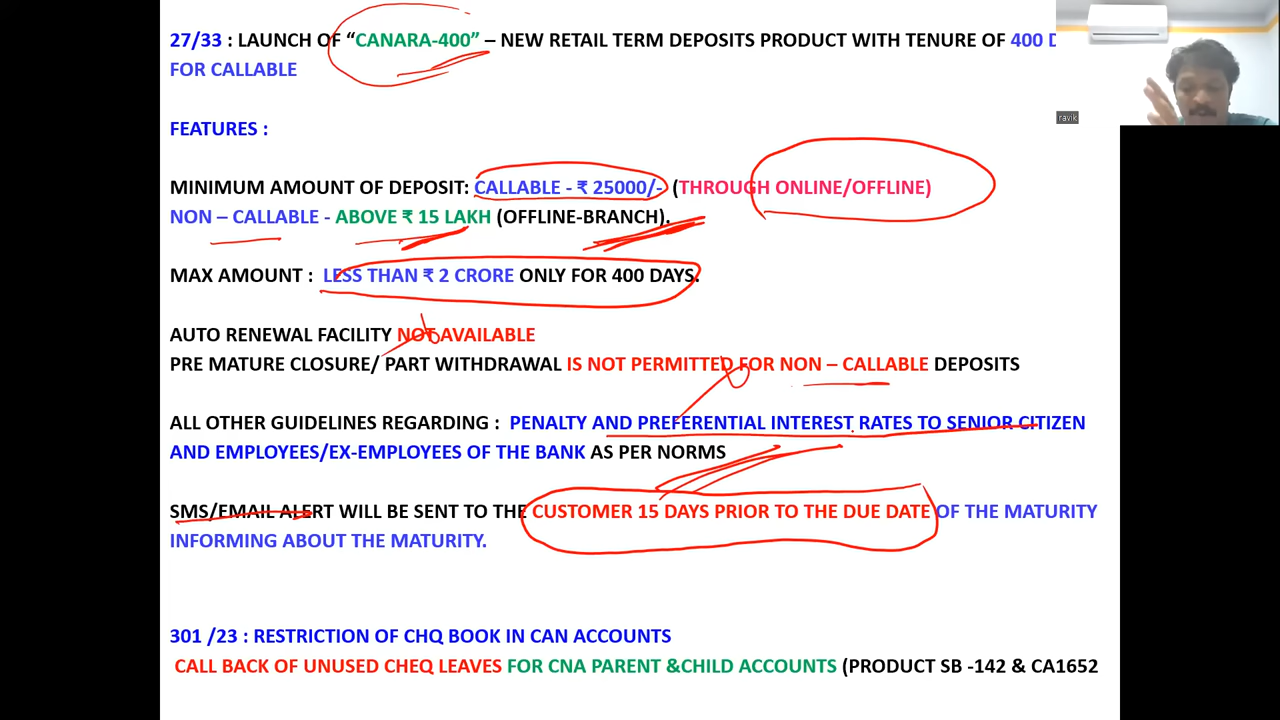 27/33 : LAUNCH OF “CANARA-400” – NEW RETAIL TERM DEPOSITS PRODUCT WITH TENURE OF 400 D
FOR CALLABLE
FEATURES :
MINIMUM AMOUNT OF DEPOSIT: CALLABLE - ₹ 25000/- (THROUGH ONLINE/OFFLINE)
NON – CALLABLE - ABOVE ₹ 15 LAKH (OFFLINE-BRANCH).
MAX AMOUNT : LESS THAN ₹ 2 CRORE ONLY FOR 400 DAYS.
AUTO RENEWAL FACILITY NOT AVAILABLE
PRE MATURE CLOSURE/ PART WITHDRAWAL IS NOT PERMITTED FOR NON – CALLABLE DEPOSITS
ALL OTHER GUIDELINES REGARDING : PENALTY AND PREFERENTIAL INTEREST RATES TO SENIOR CITIZEN
AND EMPLOYEES/EX-EMPLOYEES OF THE BANK AS PER NORMS
SMS/EMAIL ALERT WILL BE SENT TO THE CUSTOMER 15 DAYS PRIOR TO THE DUE DATE OF THE MATURITY
INFORMING ABOUT THE MATURITY.
301 /23 : RESTRICTION OF CHQ BOOK IN CAN ACCOUNTS
CALL BACK OF UNUSED CHEQ LEAVES FOR CNA PARENT &CHILD ACCOUNTS (PRODUCT SB -142 & CA1652
ravik